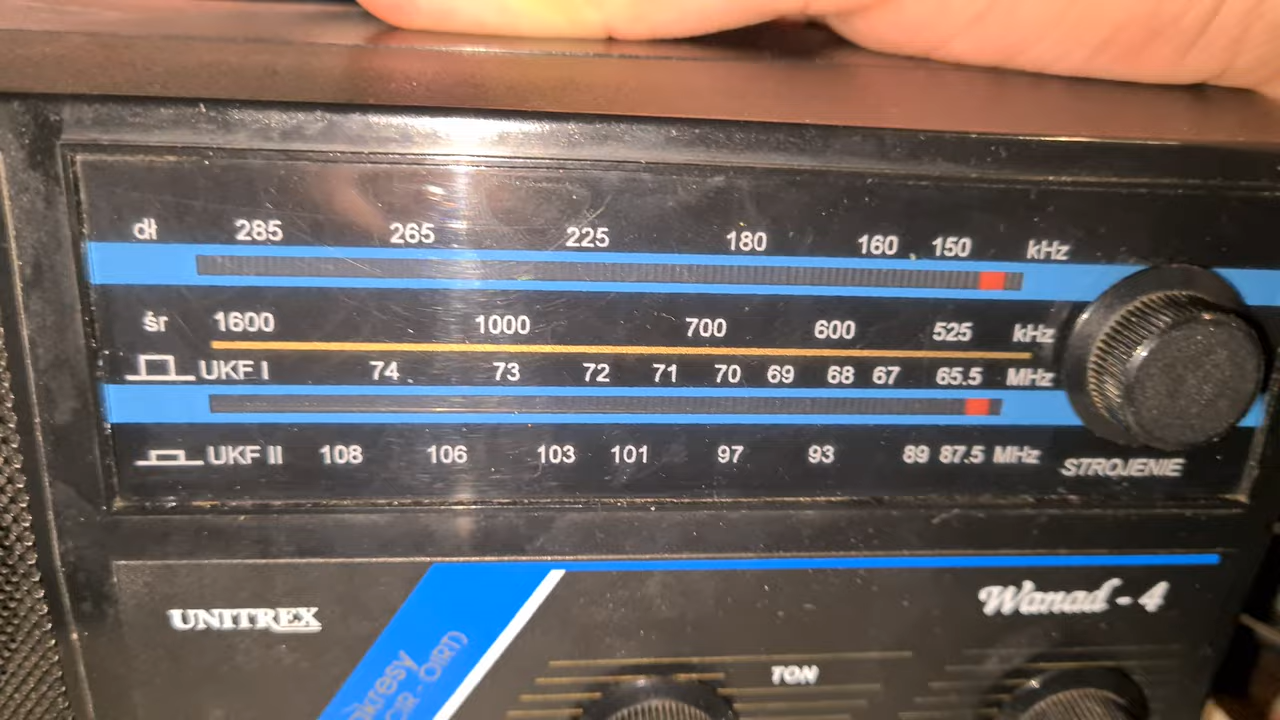 dł 285 265 225 180 160 150 kHz
śr 1600 1000 700 600 525 kHz
UKF I 74 73 72 71 70 69 68 67 65.5 MHz
UKF II 108 106 103 101 97 93 89 87.5 MHz
STROJENIE
UNITREX
Wanad - 4
TON